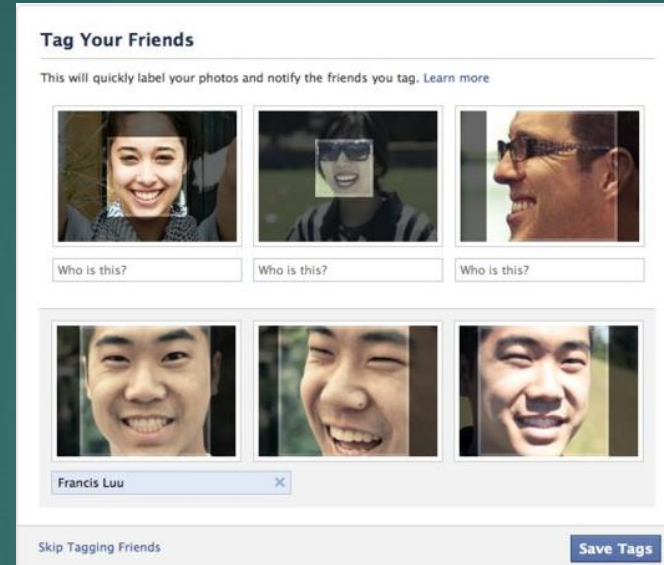 Tag Your Friends
This will quickly label your photos and notify the friends you tag. Learn more
Who is this?
Who is this?
Who is this?
Francis Luu
Skip Tagging Friends
Save Tags